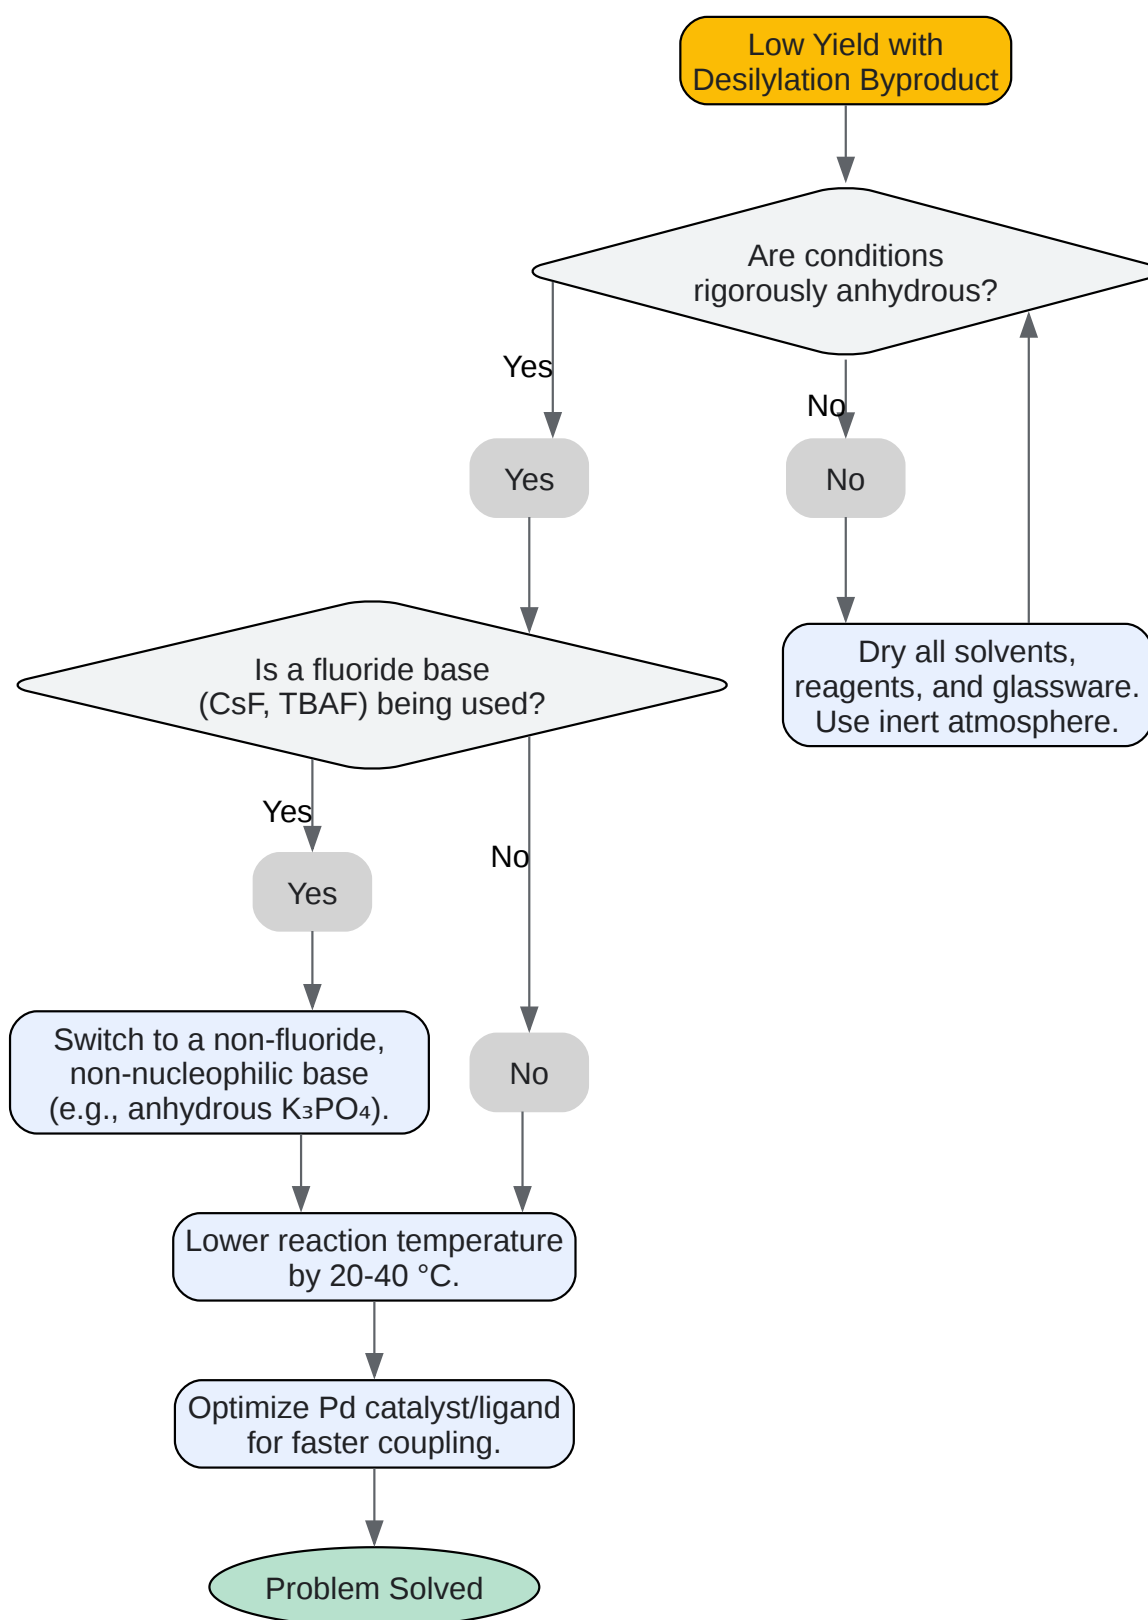 Low Yield with
Desilylation Byproduct
Are conditions
rigorously anhydrous?
Yes
No
Yes
No
Dry all solvents,
reagents, and glassware.
Use inert atmosphere.
Is a fluoride base
(CsF, TBAF) being used?
Yes
No
Yes
Switch to a non-fluoride,
non-nucleophilic base
(e.g., anhydrous K₃PO₄).
No
Lower reaction temperature
by 20-40 °C.
Optimize Pd catalyst/ligand
for faster coupling.
Problem Solved